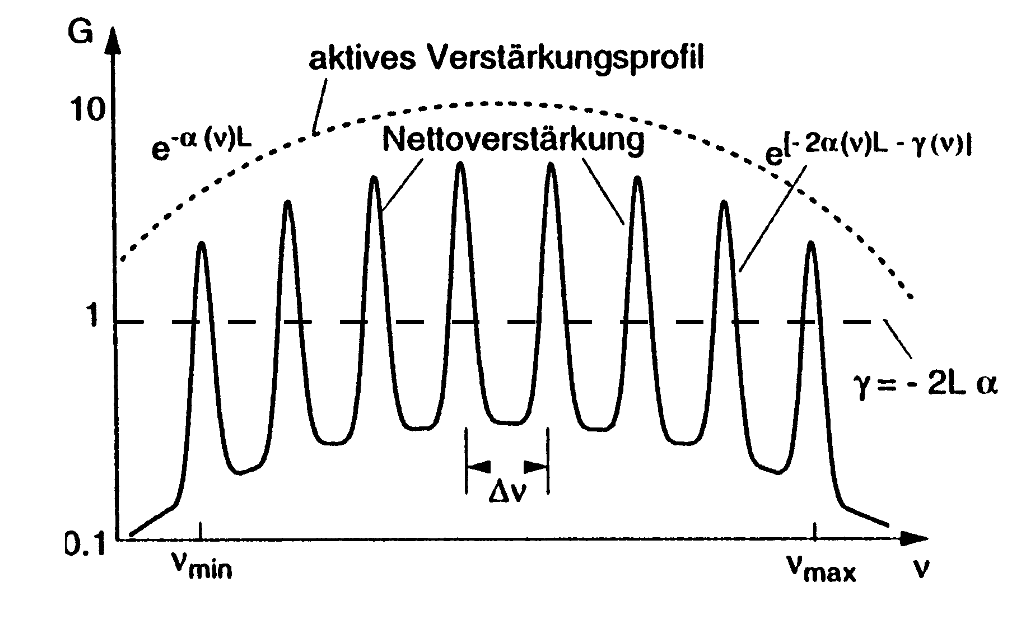 G
aktives Verstärkungsprofil
10
e-α (ν)L
Nettoverstärkung
e[- 2α(ν)L - γ (ν)]
1
γ = - 2L α
Δν
0.1
νmin
νmax
ν